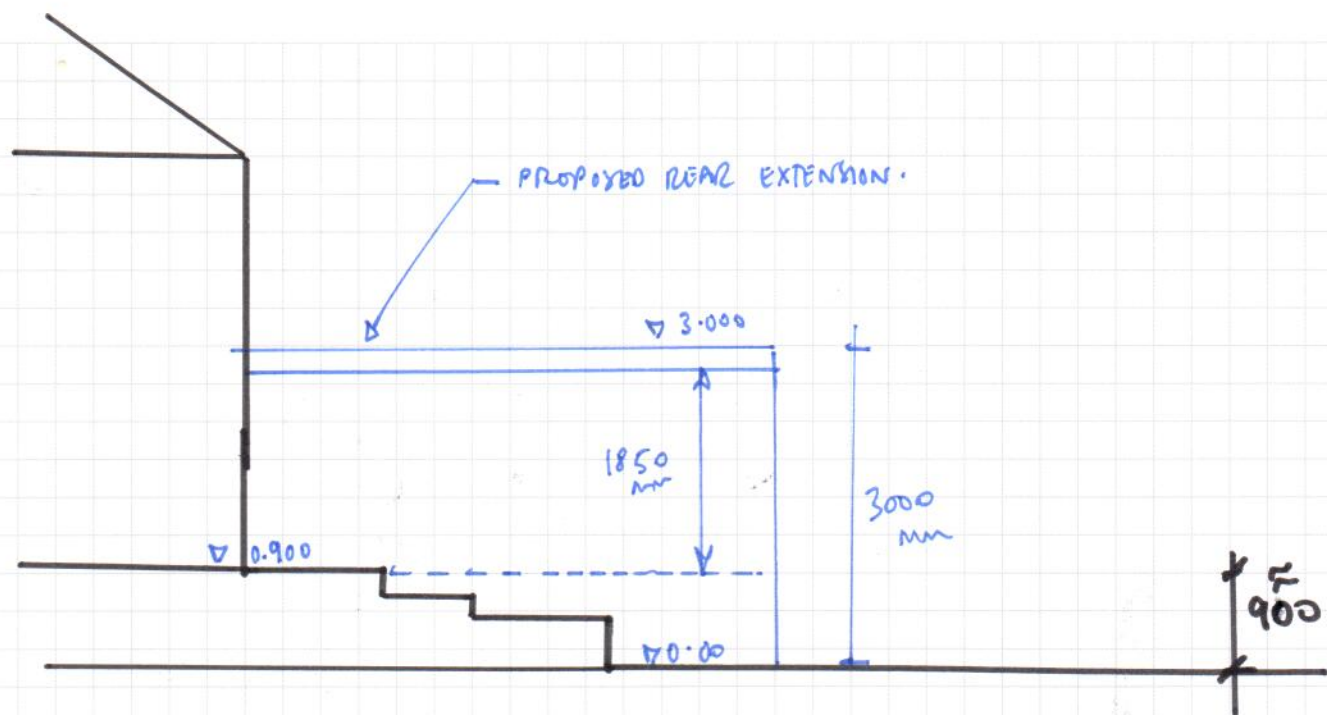 PROPOSED REAR EXTENSION.
▽ 3.000
1850
mm
3000
mm
▽ 0.900
900
▽0.00